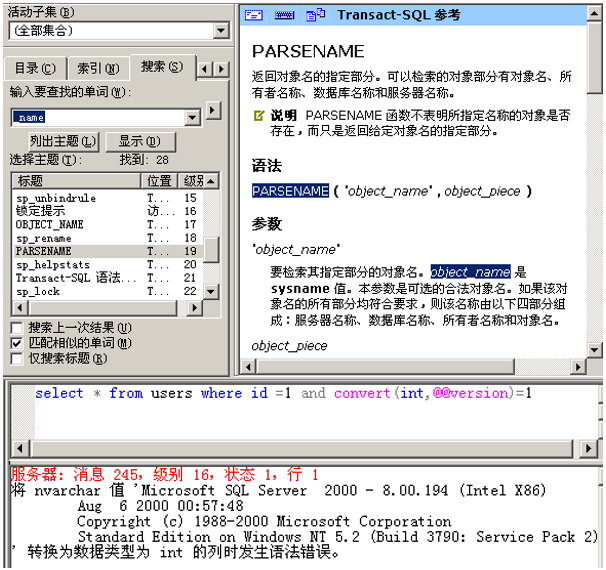 活动子集(B)
(全部集合)
目录(C) 索引(N) 搜索(S)
输入要查找的单词(W):
name
列出主题(L) 显示(D)
选择主题(T): 找到: 28
标题 位置 级别
sp_unbindrule T... 15
锁定提示 访... 16
OBJECT_NAME T... 17
sp_rename T... 18
PARSENAME T... 19
sp_helpstats T... 20
Transact-SQL 语法... T... 21
sp_lock T... 22
搜索上一次结果(U)
匹配相似的单词(M)
仅搜索标题(R)
Transact-SQL 参考
PARSENAME
返回对象名的指定部分。可以检索的对象部分有对象名、所
有者名称、数据库名称和服务器名称。
说明 PARSENAME 函数不表明所指定名称的对象是否
存在，而只是返回给定对象名的指定部分。
语法
PARSENAME ( 'object_name' , object_piece )
参数
'object_name'
要检索其指定部分的对象名。object_name 是
sysname 值。本参数是可选的合法对象名。如果该对
象名的所有部分均符合要求，则该名称由以下四部分组
成：服务器名称、数据库名称、所有者名称和对象名。
object_piece
select * from users where id =1 and convert(int,@@version)=1
服务器: 消息 245，级别 16，状态 1，行 1
将 nvarchar 值 'Microsoft SQL Server  2000 - 8.00.194 (Intel X86)
Aug  6 2000 00:57:48
Copyright (c) 1988-2000 Microsoft Corporation
Standard Edition on Windows NT 5.2 (Build 3790: Service Pack 2)
' 转换为数据类型为 int 的列时发生语法错误。